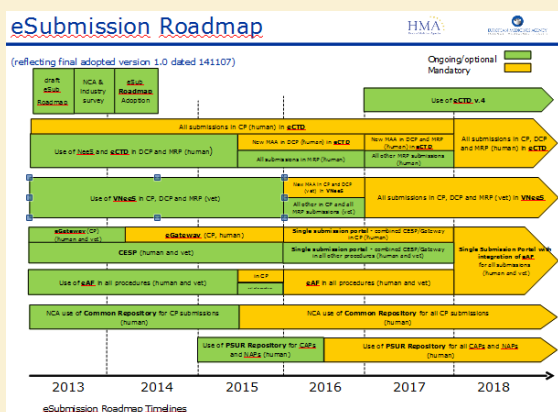 eSubmission Roadmap
HMA
EUROPEAN MEDICINES AGENCY
(reflecting final adopted version 1.0 dated 141107)
Ongoing/optional
Mandatory
draft
eSub
Roadmap
NCA &
Industry
survey
eSub
Roadmap
Adoption
Use of eCTD v.4
All submissions in CP (human) in eCTD
Use of NeeS and eCTD in DCP and MRP (human)
New MAA in DCP (human) in eCTD
All submissions in MRP (human)
New MAA in DCP and MRP
(human) in eCTD
All other MRP submissions
(human)
All submissions in CP, DCP
and MRP (human) in
eCTD
Use of VNeeS in CP, DCP and MRP (vet)
New MAA in CP and DCP
(vet) in VNeeS
All other in CP and all
MRP submissions (vet)
All submissions in CP, DCP and MRP (vet) in VNeeS
eGateway (CP)
(human and vet)
eGateway (CP, human)
Single submission portal - combined CESP/Gateway
in CP (human)
CESP (human and vet)
Single submission portal - combined CESP/Gateway
in all other procedures (human and vet)
Single Submission Portal with
integration of eAF
for all submissions
(human and vet)
Use of eAF in all procedures (human and vet)
in CP
eAF in all procedures (human and vet)
NCA use of Common Repository for CP submissions
(human)
NCA use of Common Repository for all CP submissions
(human)
Use of PSUR Repository for CAPs
and NAPs (human)
Use of PSUR Repository for all CAPs and NAPs
(human)
2013 2014 2015 2016 2017 2018
eSubmission Roadmap Timelines